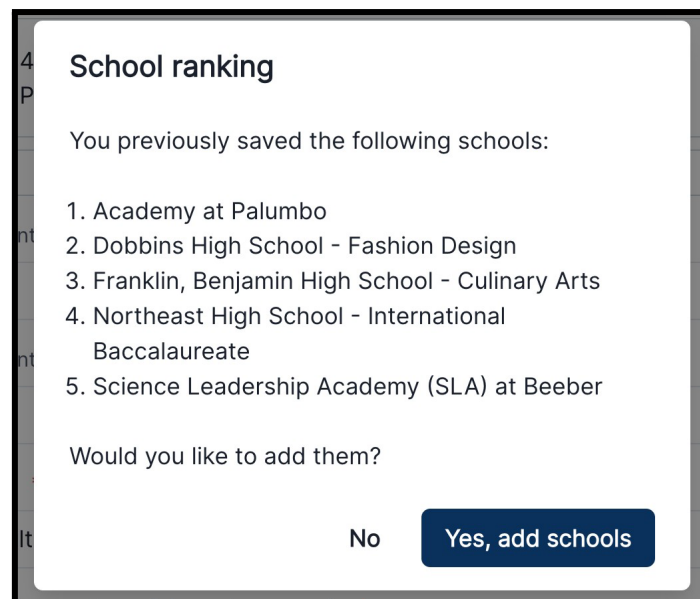 School ranking
You previously saved the following schools:
1. Academy at Palumbo
2. Dobbins High School - Fashion Design
3. Franklin, Benjamin High School - Culinary Arts
4. Northeast High School - International
Baccalaureate
5. Science Leadership Academy (SLA) at Beeber
Would you like to add them?
No
Yes, add schools